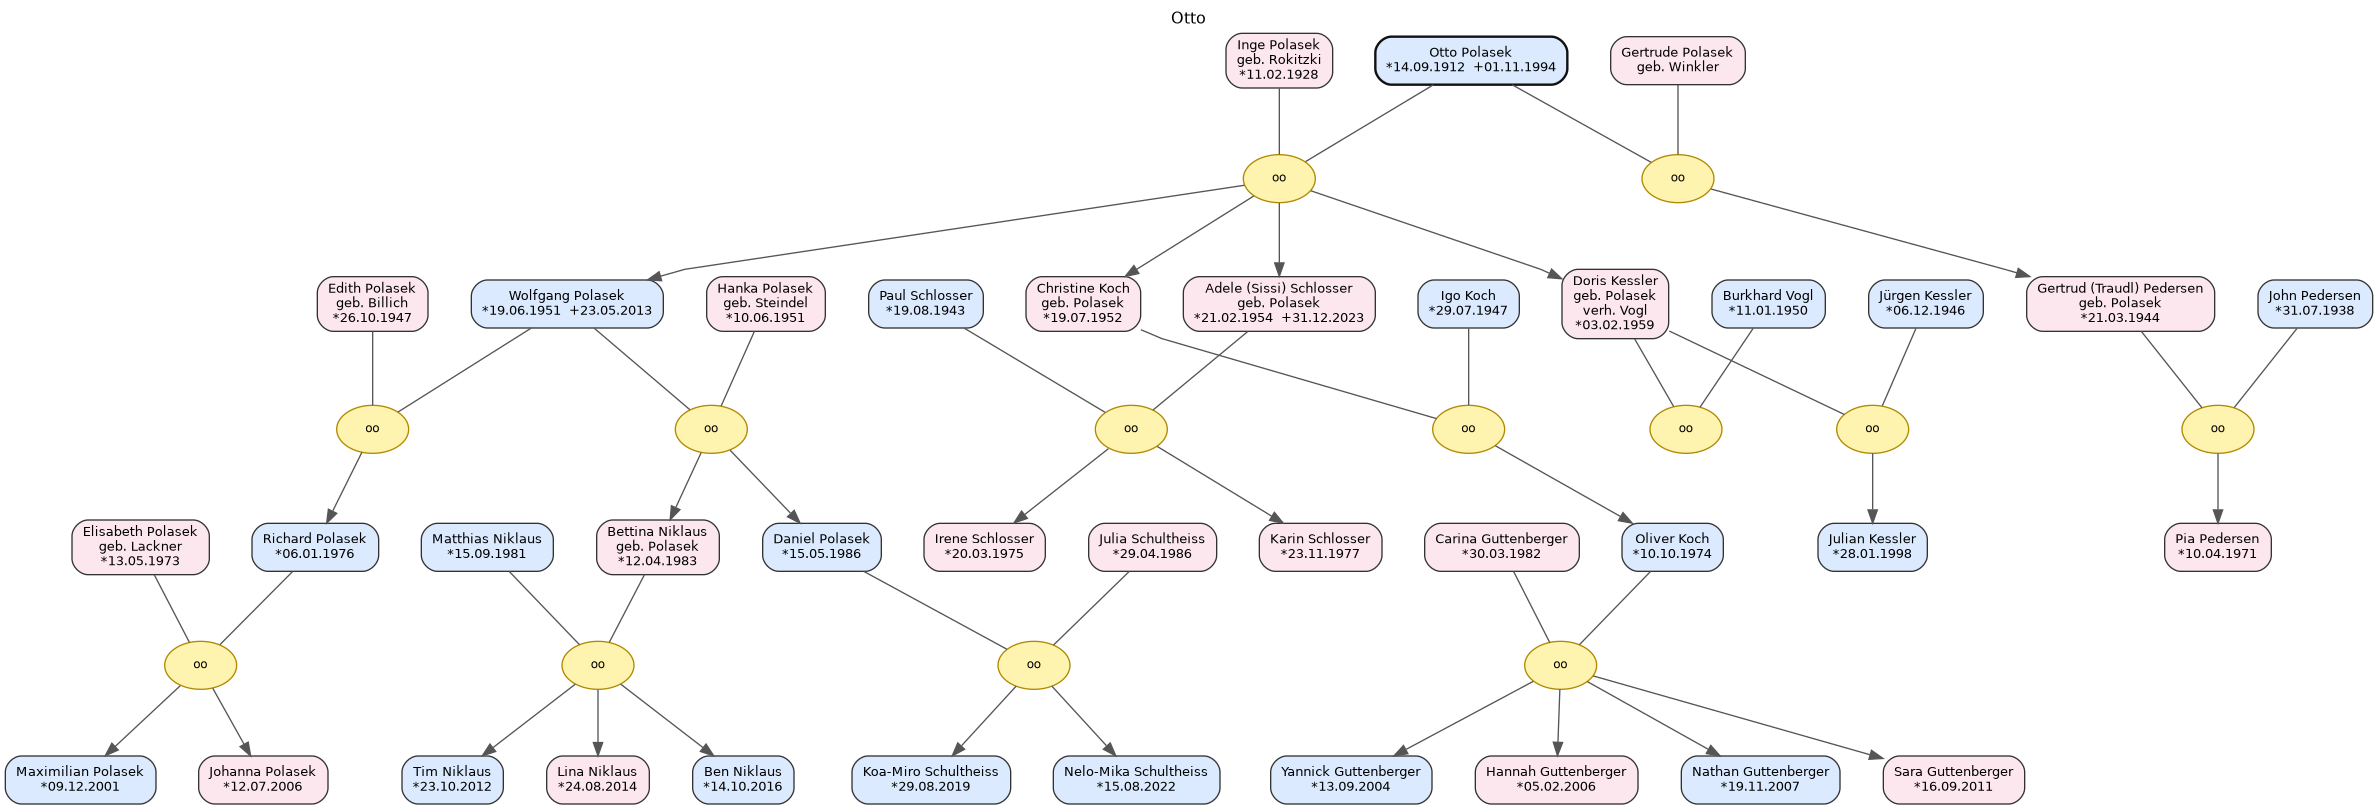 Otto
Inge Polasek
geb. Rokitzki
*11.02.1928
Otto Polasek
*14.09.1912  +01.11.1994
Gertrude Polasek
geb. Winkler
oo
oo
Edith Polasek
geb. Billich
*26.10.1947
Wolfgang Polasek
*19.06.1951  +23.05.2013
Hanka Polasek
geb. Steindel
*10.06.1951
Paul Schlosser
*19.08.1943
Christine Koch
geb. Polasek
*19.07.1952
Adele (Sissi) Schlosser
geb. Polasek
*21.02.1954  +31.12.2023
Igo Koch
*29.07.1947
Doris Kessler
geb. Polasek
verh. Vogl
*03.02.1959
Burkhard Vogl
*11.01.1950
Jürgen Kessler
*06.12.1946
Gertrud (Traudl) Pedersen
geb. Polasek
*21.03.1944
John Pedersen
*31.07.1938
oo
oo
oo
oo
oo
oo
oo
Elisabeth Polasek
geb. Lackner
*13.05.1973
Richard Polasek
*06.01.1976
Matthias Niklaus
*15.09.1981
Bettina Niklaus
geb. Polasek
*12.04.1983
Daniel Polasek
*15.05.1986
Irene Schlosser
*20.03.1975
Julia Schultheiss
*29.04.1986
Karin Schlosser
*23.11.1977
Carina Guttenberger
*30.03.1982
Oliver Koch
*10.10.1974
Julian Kessler
*28.01.1998
Pia Pedersen
*10.04.1971
oo
oo
oo
oo
Maximilian Polasek
*09.12.2001
Johanna Polasek
*12.07.2006
Tim Niklaus
*23.10.2012
Lina Niklaus
*24.08.2014
Ben Niklaus
*14.10.2016
Koa-Miro Schultheiss
*29.08.2019
Nelo-Mika Schultheiss
*15.08.2022
Yannick Guttenberger
*13.09.2004
Hannah Guttenberger
*05.02.2006
Nathan Guttenberger
*19.11.2007
Sara Guttenberger
*16.09.2011